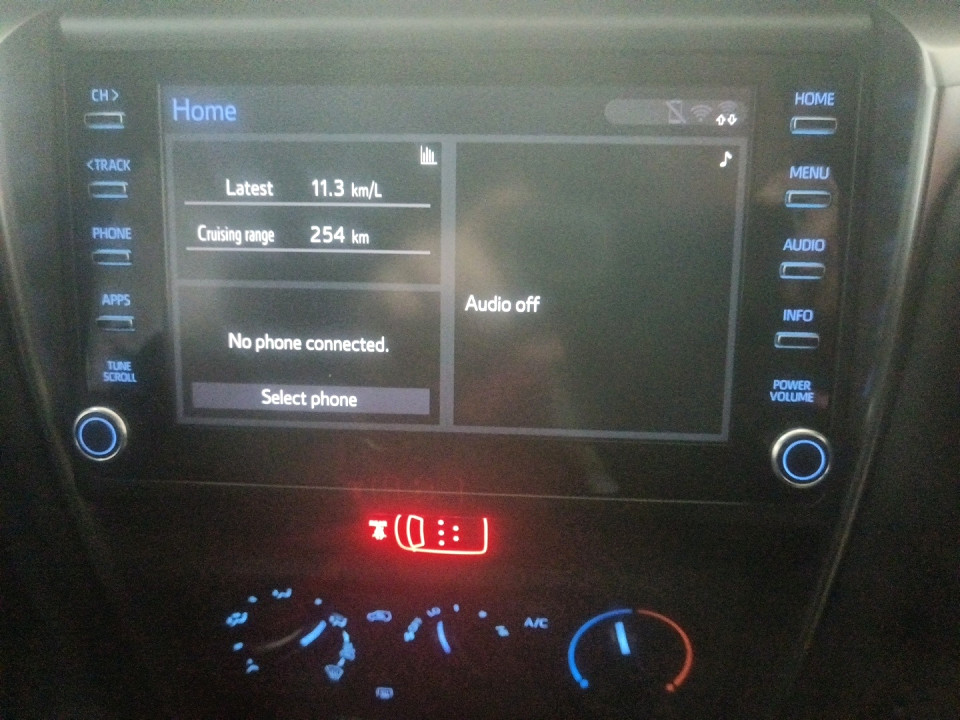 CH>
<TRACK
PHONE
APPS
TUNE
SCROLL
Home
Latest 11.3 km/L
Cruising range 254 km
No phone connected.
Select phone
Audio off
HOME
MENU
AUDIO
INFO
POWER
VOLUME
A/C